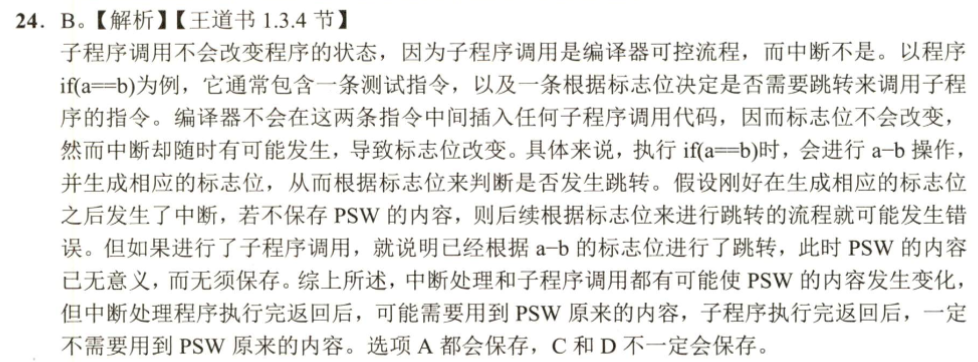 24. B。【解析】【王道书 1.3.4 节】
子程序调用不会改变程序的状态，因为子程序调用是编译器可控流程，而中断不是。以程序
if(a==b)为例，它通常包含一条测试指令，以及一条根据标志位决定是否需要跳转来调用子程
序的指令。编译器不会在这两条指令中间插入任何子程序调用代码，因而标志位不会改变，
然而中断却随时有可能发生，导致标志位改变。具体来说，执行 if(a==b)时，会进行 a−b 操作，
并生成相应的标志位，从而根据标志位来判断是否发生跳转。假设刚好在生成相应的标志位
之后发生了中断，若不保存 PSW 的内容，则后续根据标志位来进行跳转的流程就可能发生错
误。但如果进行了子程序调用，就说明已经根据 a−b 的标志位进行了跳转，此时 PSW 的内容
已无意义，而无须保存。综上所述，中断处理和子程序调用都有可能使 PSW 的内容发生变化，
但中断处理程序执行完返回后，可能需要用到 PSW 原来的内容，子程序执行完返回后，一定
不需要用到 PSW 原来的内容。选项 A 都会保存，C 和 D 不一定会保存。